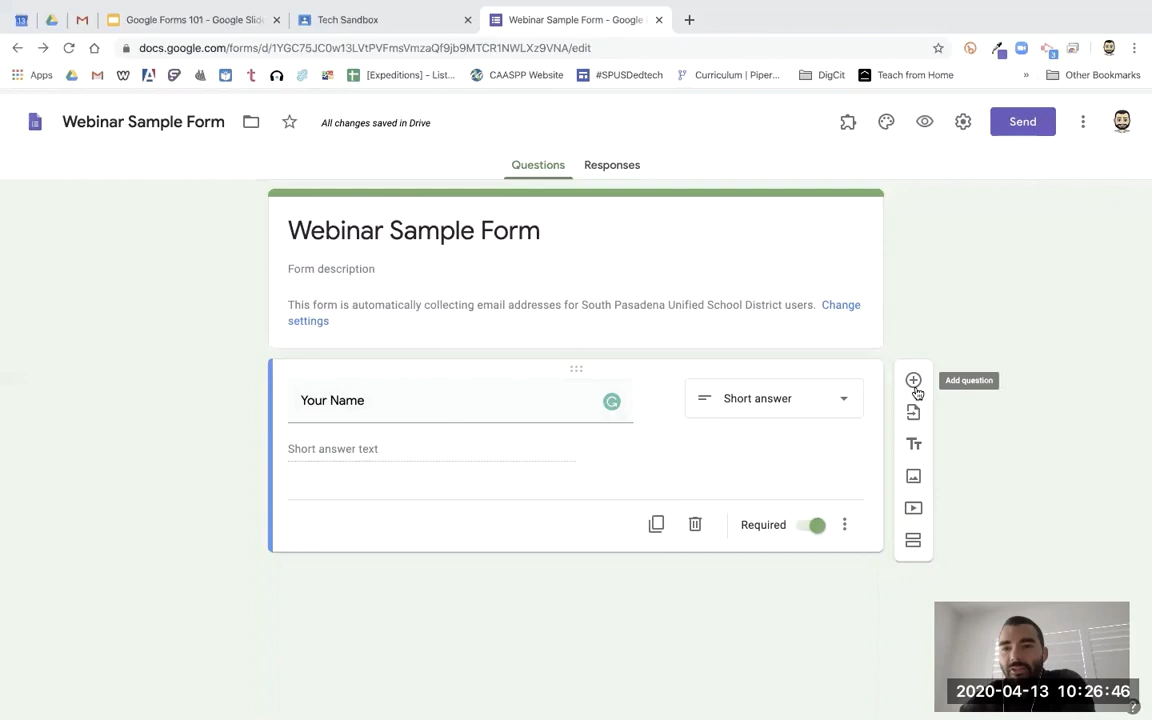 13
Google Forms 101 - Google Slid
Tech Sandbox
Webinar Sample Form - Google
docs.google.com/forms/d/1YGC75JC0w13LVtPVFmsVmzaQf9jb9MTCR1NWLXz9VNA/edit
3
Apps
[Expeditions] - List...
CAASPP Website
#SPUSDedtech
Curriculum | Piper...
DigCit
Teach from Home
»
Other Bookmarks
Webinar Sample Form
All changes saved in Drive
Send
Questions
Responses
Webinar Sample Form
Form description
This form is automatically collecting email addresses for South Pasadena Unified School District users. Change
settings
Your Name
Short answer
Add question
Short answer text
Tt
Required
2020-04-13 10:26:46
?